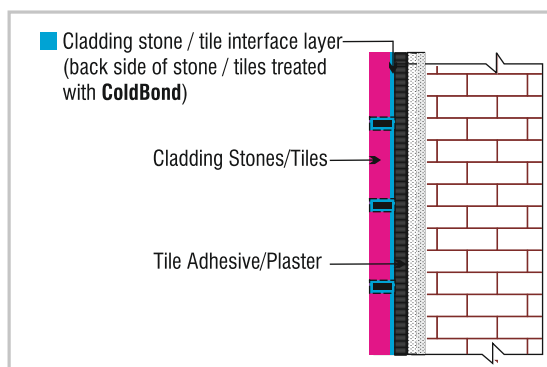 Cladding stone / tile interface layer
(back side of stone / tiles treated
with ColdBond)
Cladding Stones/Tiles
Tile Adhesive/Plaster